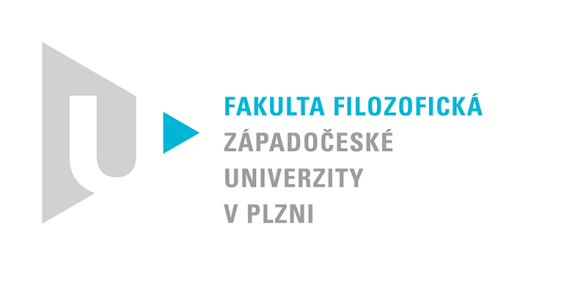 FAKULTA FILOZOFICKÁ
ZÁPADOČESKÉ
UNIVERZITY
V PLZNI